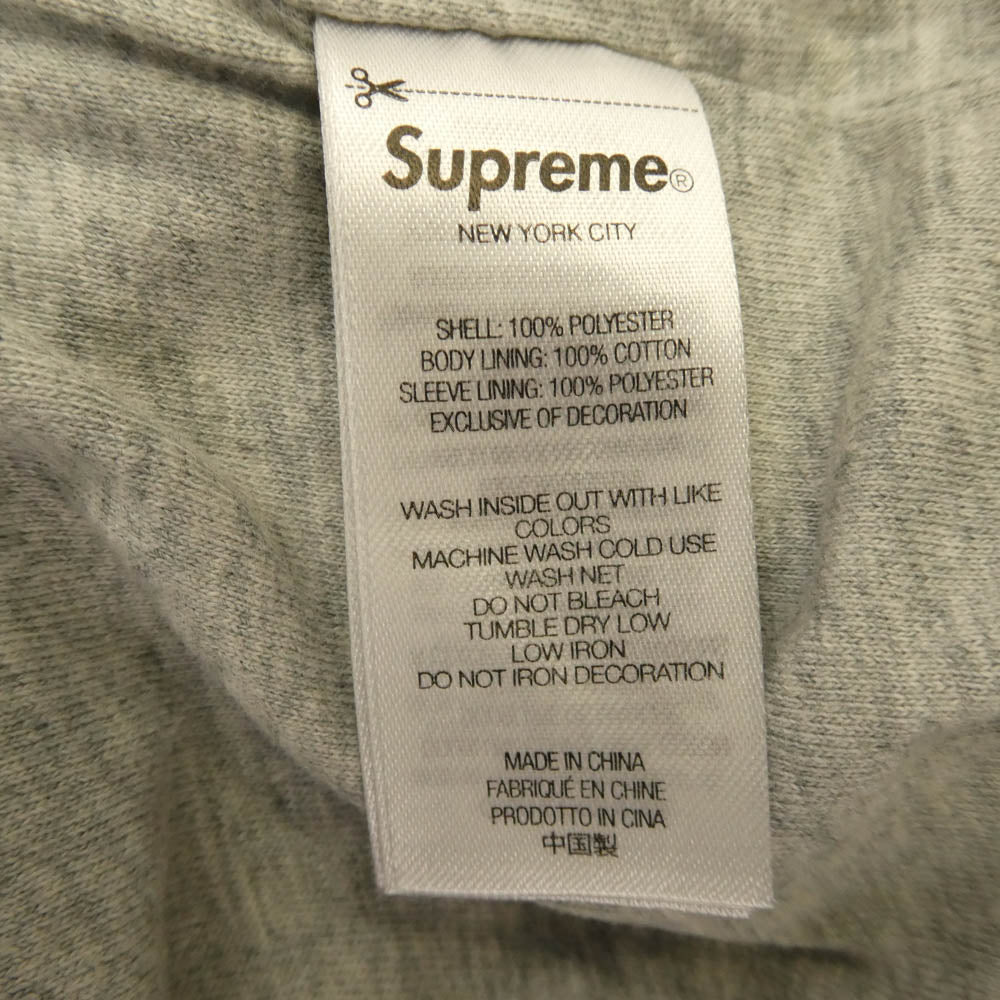 Supreme®
NEW YORK CITY
SHELL: 100% POLYESTER
BODY LINING: 100% COTTON
SLEEVE LINING: 100% POLYESTER
EXCLUSIVE OF DECORATION
WASH INSIDE OUT WITH LIKE
COLORS
MACHINE WASH COLD USE
WASH NET
DO NOT BLEACH
TUMBLE DRY LOW
LOW IRON
DO NOT IRON DECORATION
MADE IN CHINA
FABRIQUÉ EN CHINE
PRODOTTO IN CINA
中国製